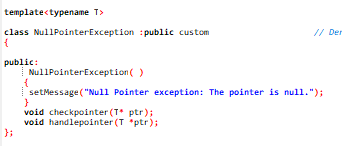 template<typename T>
class NullPointerException :public custom // Der
{
public:
NullPointerException( )
{
setMessage("Null Pointer exception: The pointer is null.");
}
void checkpointer(T* ptr);
void handlepointer(T *ptr);
};